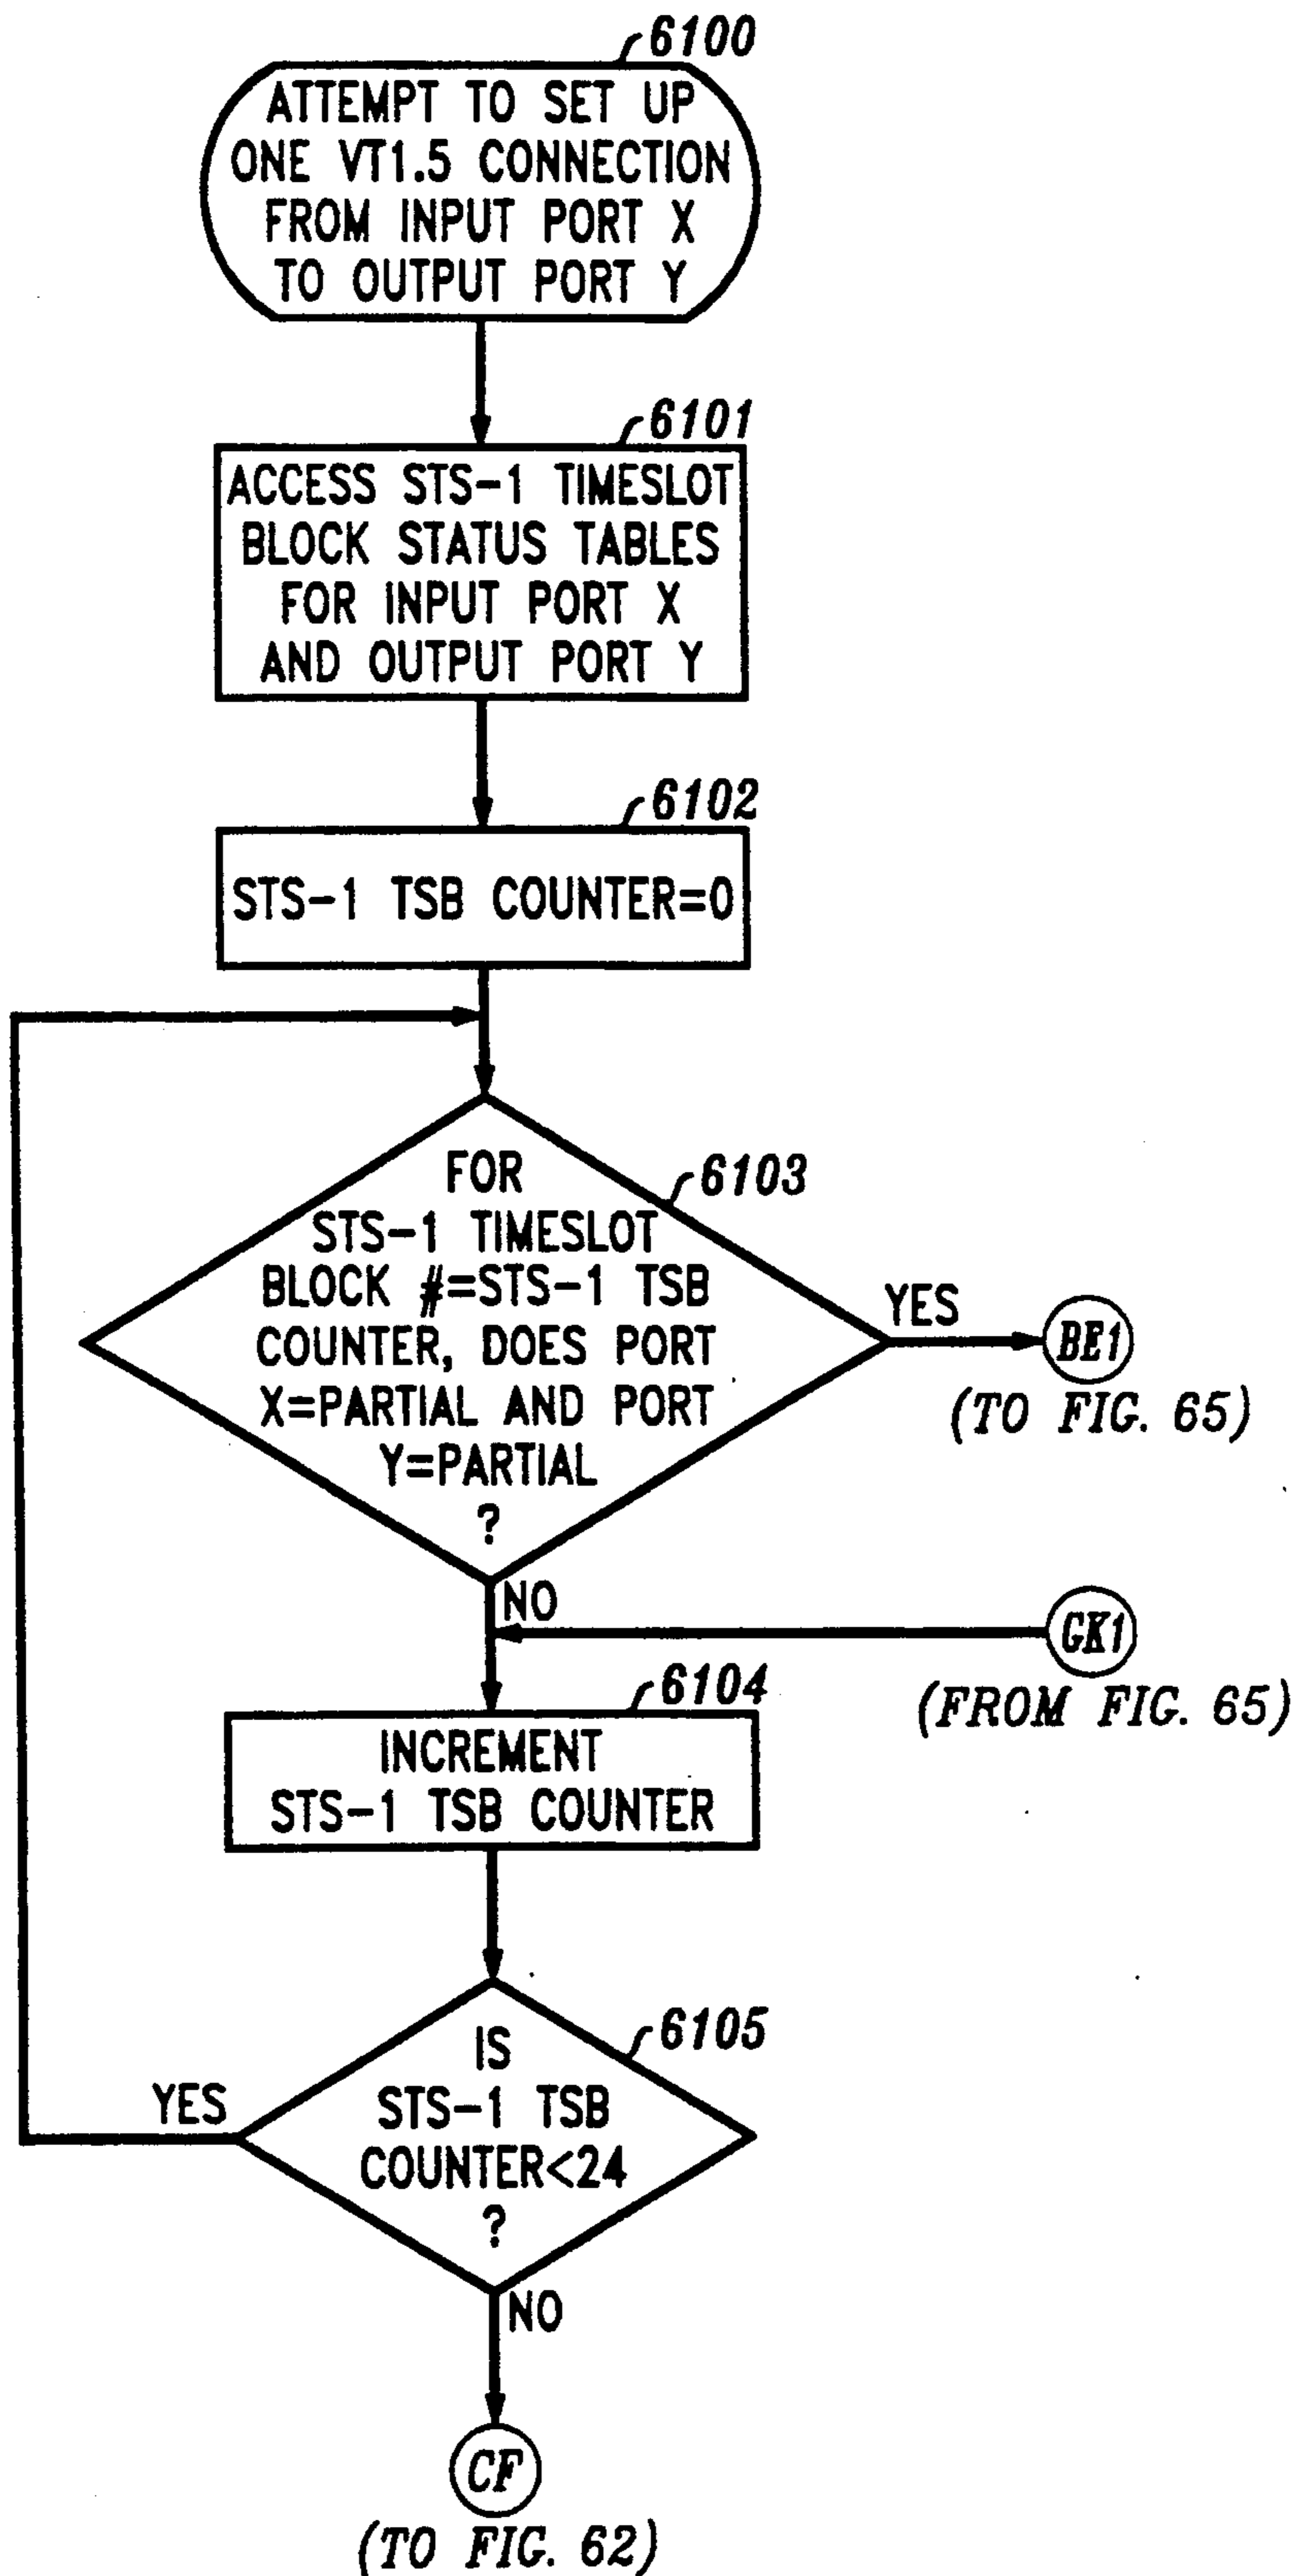 6100
ATTEMPT TO SET UP
ONE VT1.5 CONNECTION
FROM INPUT PORT X
TO OUTPUT PORT Y
6101
ACCESS STS-1 TIMESLOT
BLOCK STATUS TABLES
FOR INPUT PORT X
AND OUTPUT PORT Y
6102
STS-1 TSB COUNTER=0
6103
FOR
STS-1 TIMESLOT
BLOCK #=STS-1 TSB
COUNTER, DOES PORT
X=PARTIAL AND PORT
Y=PARTIAL
?
YES
BE1
(TO FIG. 65)
NO
GK1
(FROM FIG. 65)
6104
INCREMENT
STS-1 TSB COUNTER
6105
IS
STS-1 TSB
COUNTER<24
?
YES
NO
CF
(TO FIG. 62)